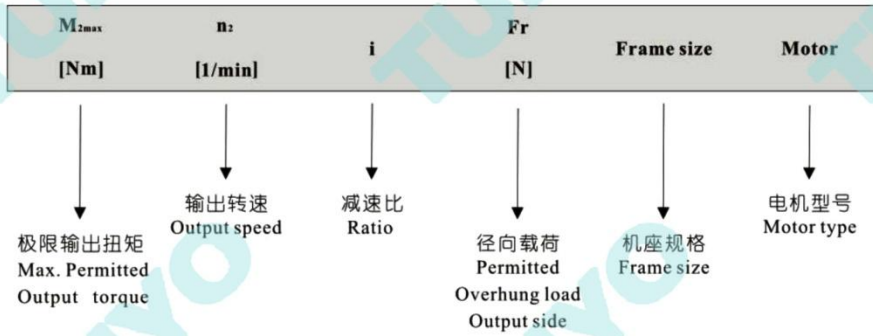 M2max
n2
i
Fr
Frame size
Motor
[Nm]
[1/min]
[N]
极限输出扭矩
Max. Permitted
Output torque
输出转速
Output speed
减速比
Ratio
径向载荷
Permitted
Overhung load
Output side
机座规格
Frame size
电机型号
Motor type